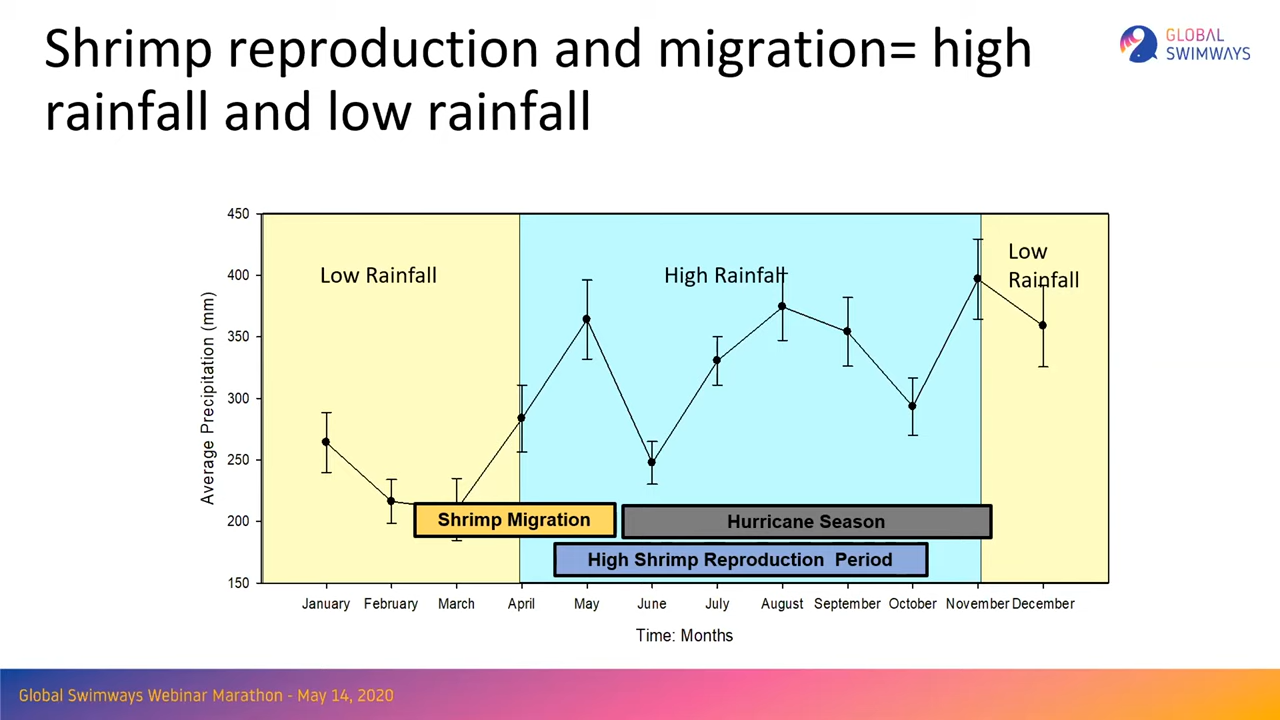 Shrimp reproduction and migration= high
rainfall and low rainfall
GLOBAL
SWIMWAYS
450
400
350
300
250
200
150
Average Precipitation (mm)
Low Rainfall
High Rainfall
Low
Rainfall
Shrimp Migration
Hurricane Season
High Shrimp Reproduction Period
January February March April May June July August September October November December
Time: Months
Global Swimways Webinar Marathon - May 14, 2020